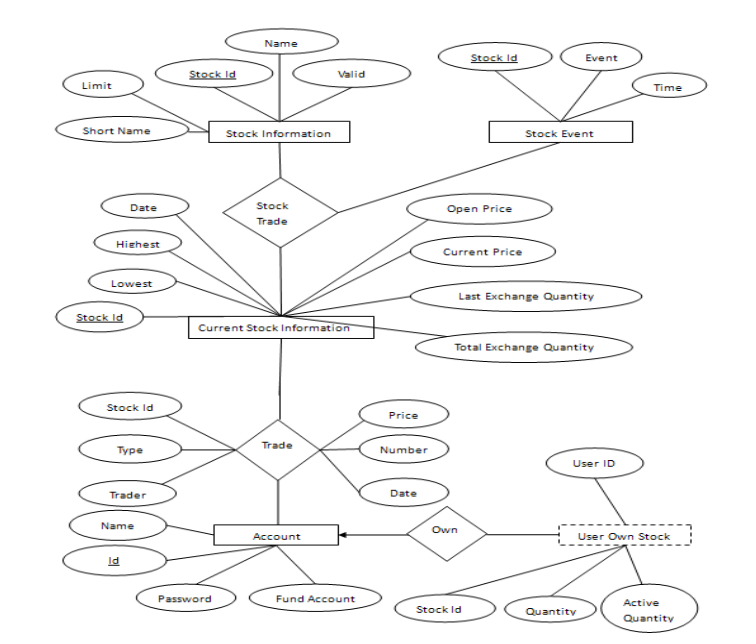 Name
Stock Id
Valid
Limit
Short Name
Stock Information
Stock Id
Event
Time
Stock Event
Stock
Trade
Date
Highest
Lowest
Stock Id
Open Price
Current Price
Last Exchange Quantity
Total Exchange Quantity
Current Stock Information
Stock Id
Type
Trader
Trade
Price
Number
Date
Name
Id
Account
Password
Fund Account
Own
User ID
User Own Stock
Stock Id
Quantity
Active
Quantity